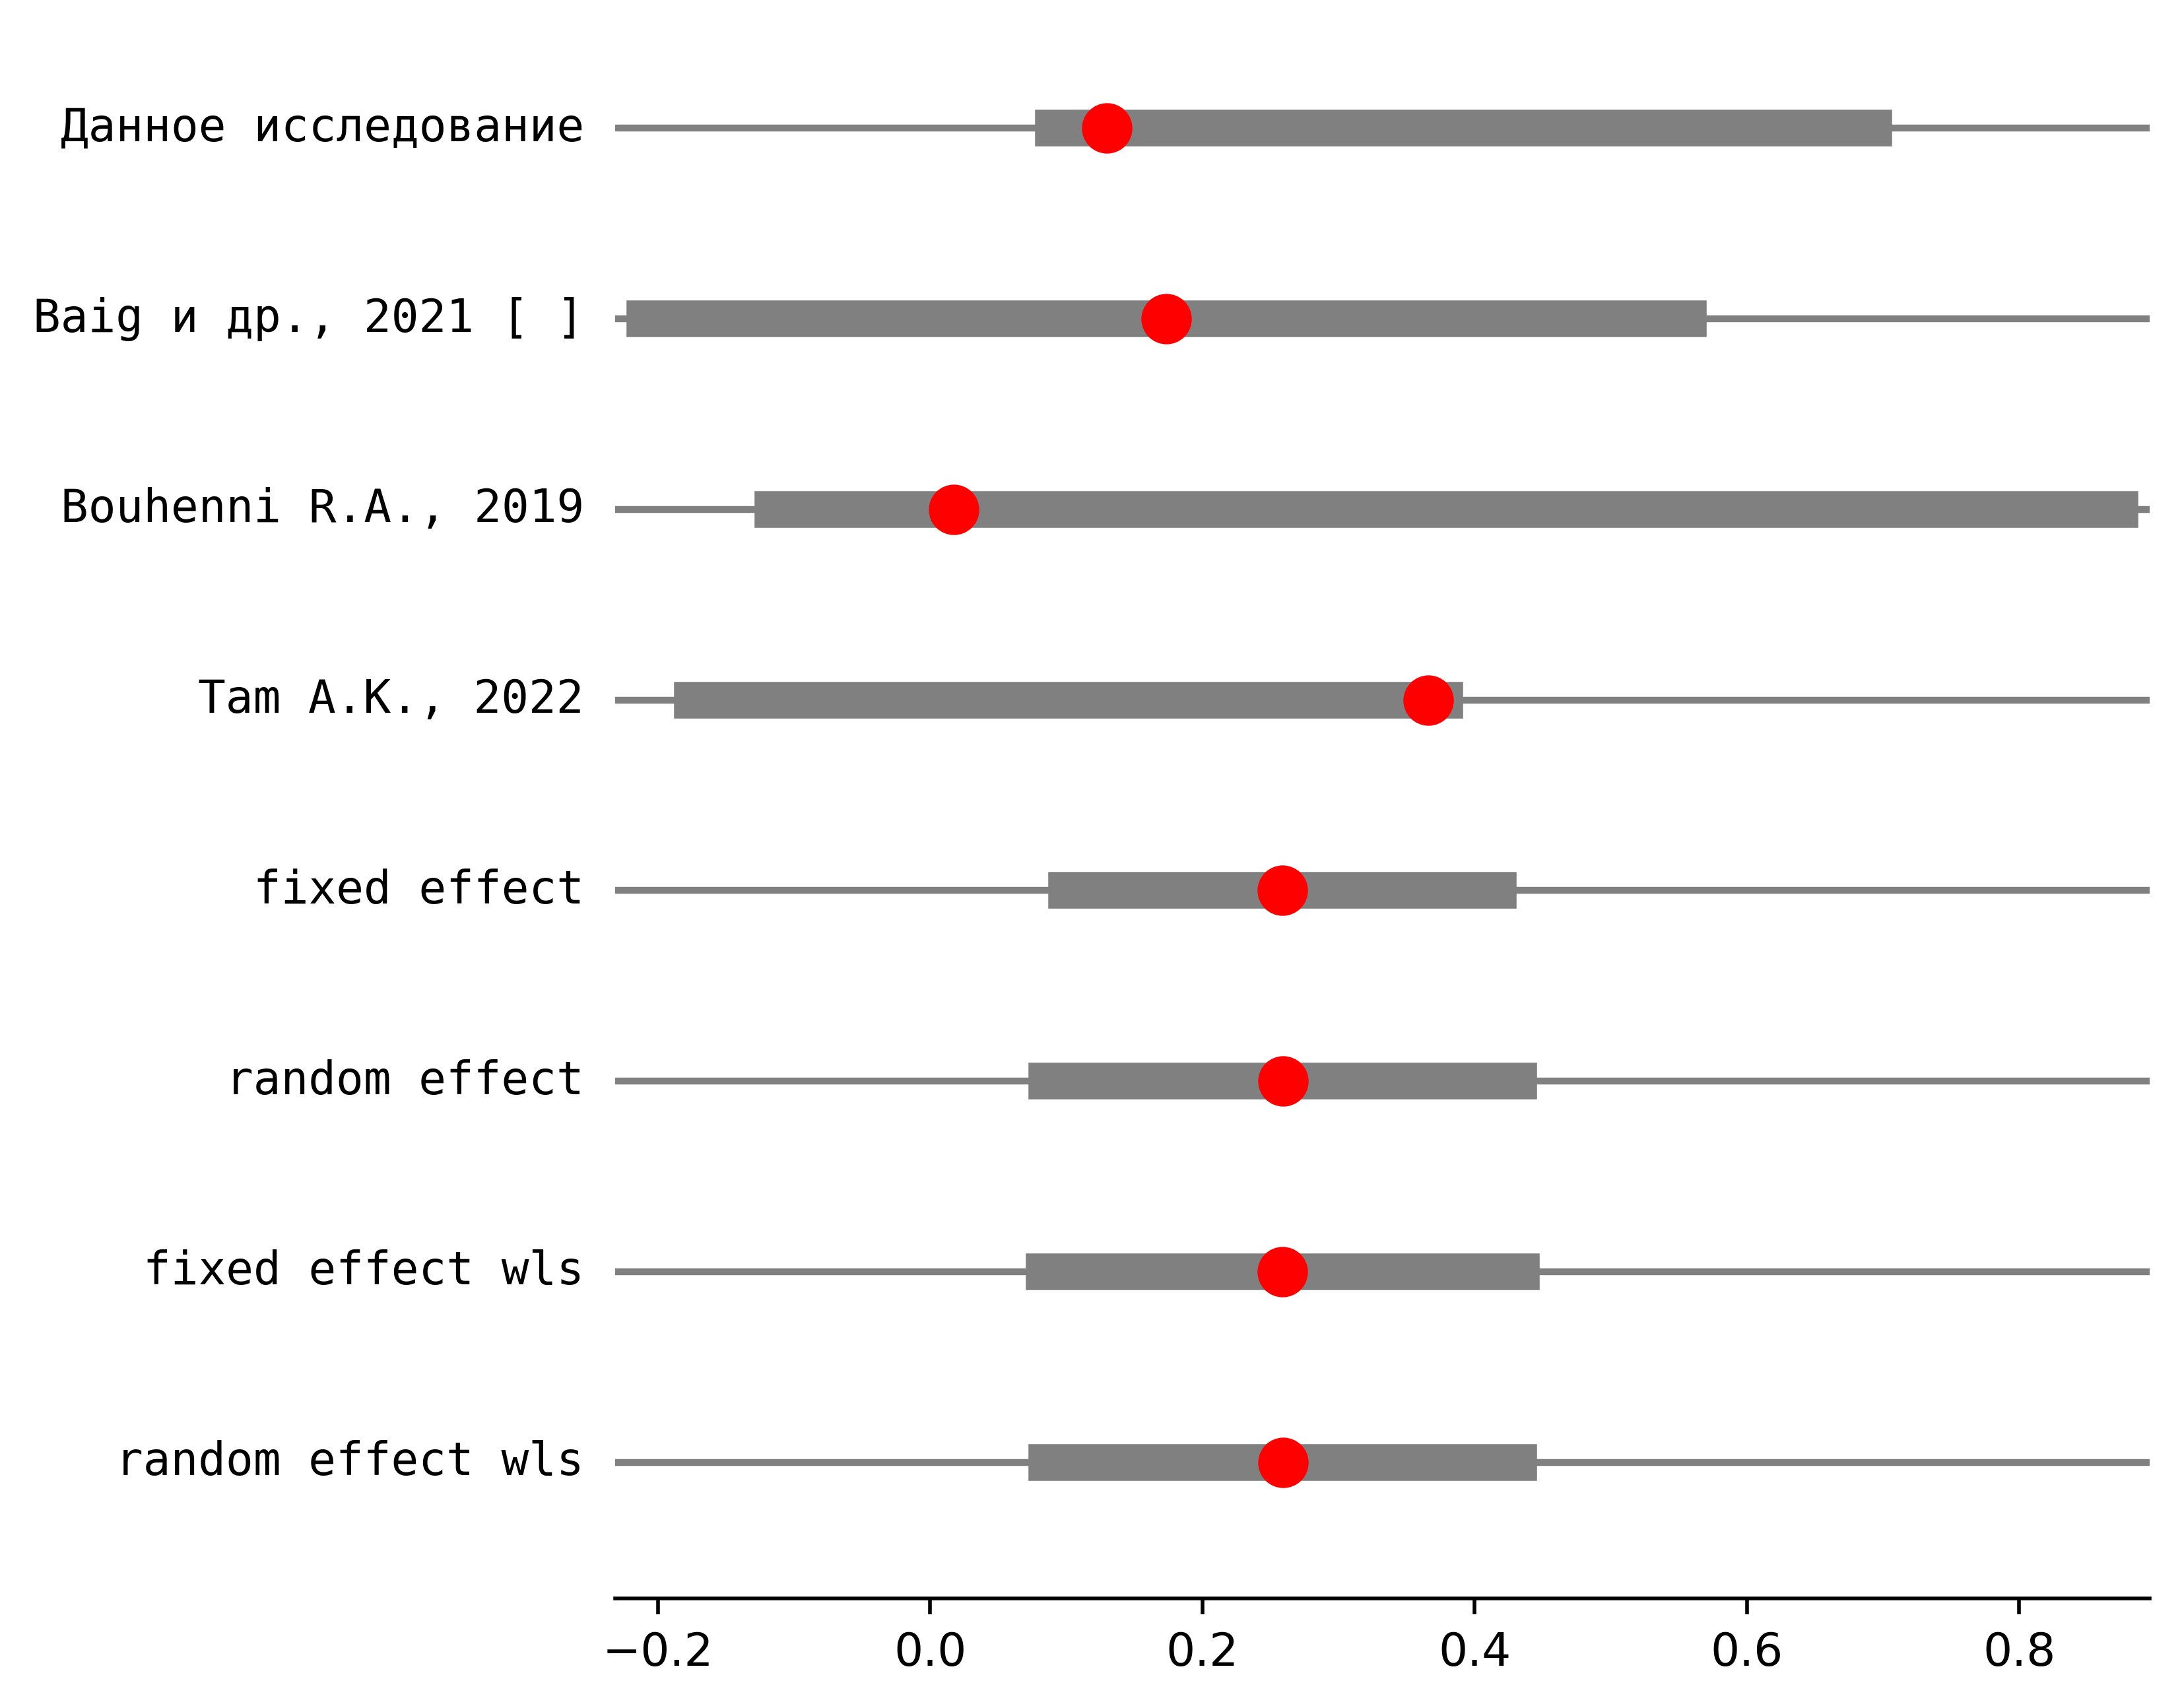 Данное исследование
Baig и др., 2021 [ ]
Bouhenni R.A., 2019
Tam A.K., 2022
fixed effect
random effect
fixed effect wls
random effect wls
−0.2 0.0 0.2 0.4 0.6 0.8